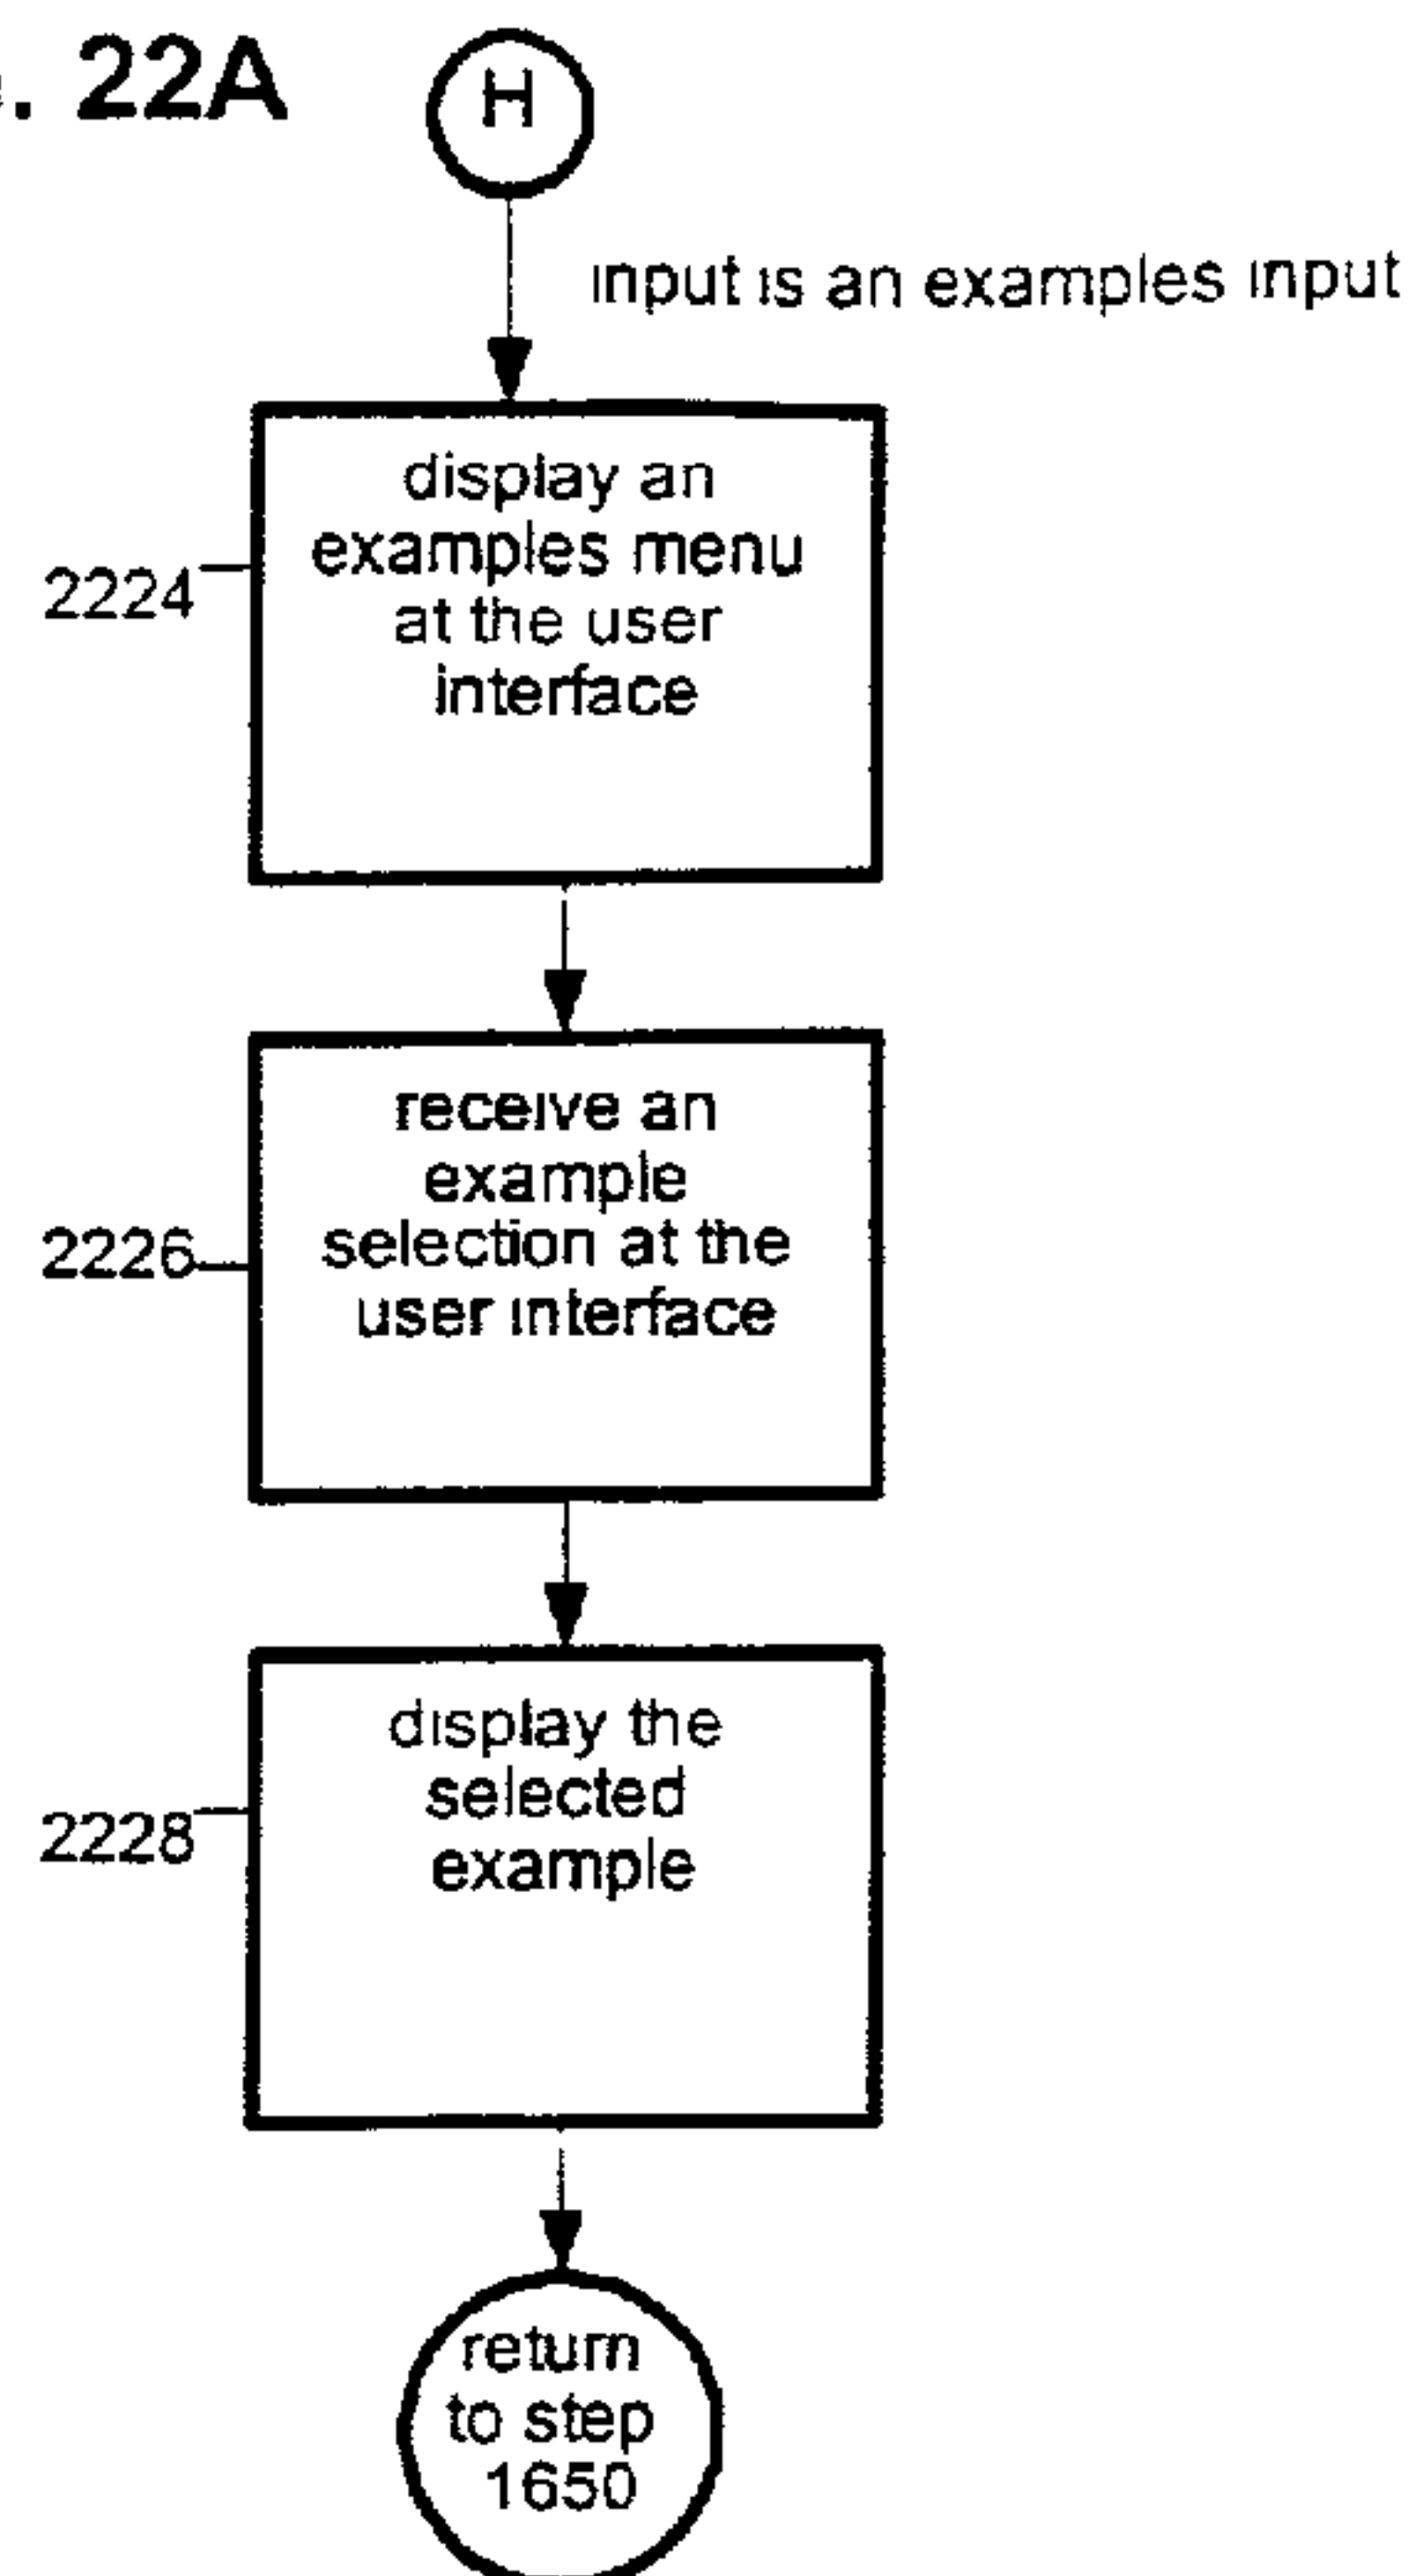 . 22A
H
input is an examples input
display an
examples menu
at the user
interface
2224
receive an
example
selection at the
user interface
2226
display the
selected
example
2228
return
to step
1650